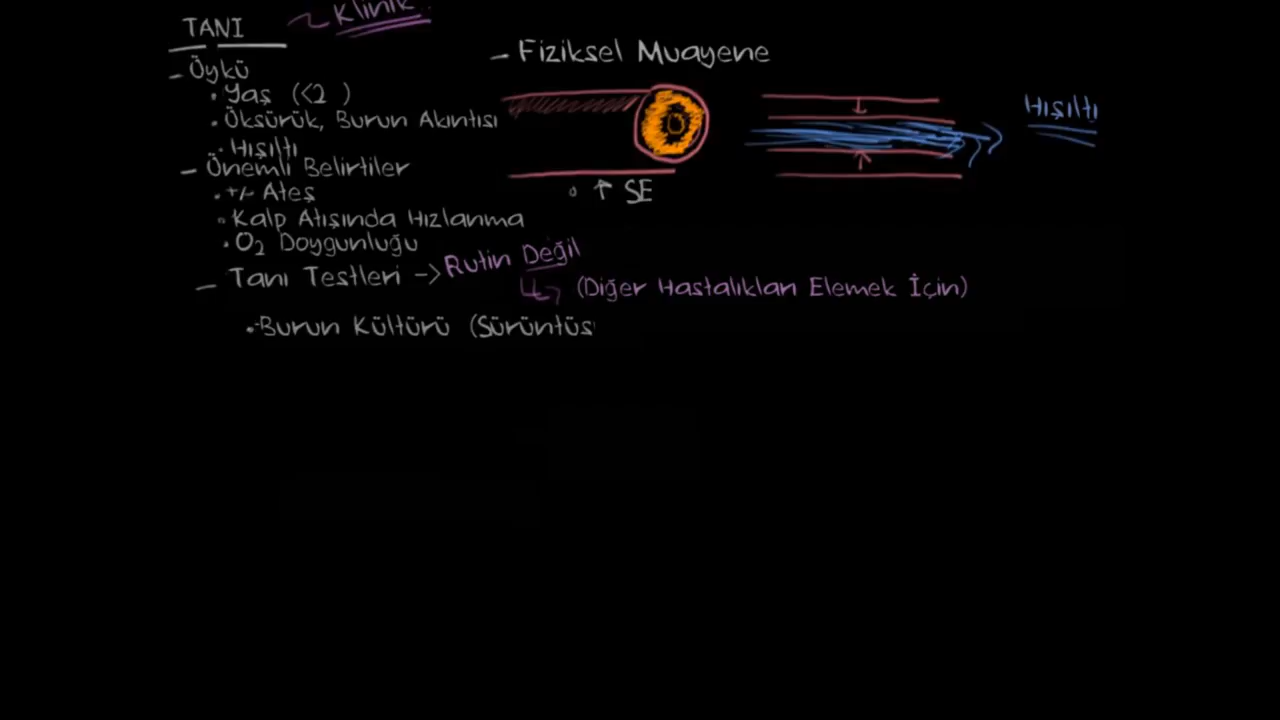 TANI ~ Klinik
- Öykü
• Yaş (<2 )
• Öksürük, Burun Akıntısı
• Hışıltı
- Önemli Belirtiler
• +/- Ateş
• Kalp Atışında Hızlanma
• O₂ Doygunluğu
- Tanı Testleri -> Rutin Değil
(Diğer Hastalıkları Elemek İçin)
• Burun Kültürü (Sürüntüs
- Fiziksel Muayene
Hışıltı
• ↑ SE